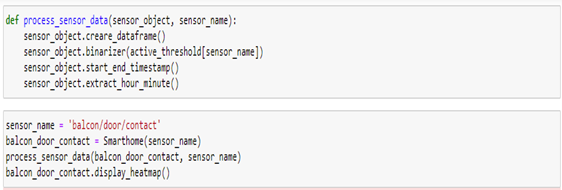 def process_sensor_data(sensor_object, sensor_name):
    sensor_object.creare_dataframe()
    sensor_object.binarizer(active_threshold[sensor_name])
    sensor_object.start_end_timestamp()
    sensor_object.extract_hour_minute()
sensor_name = 'balcon/door/contact'
balcon_door_contact = Smarthome(sensor_name)
process_sensor_data(balcon_door_contact, sensor_name)
balcon_door_contact.display_heatmap()